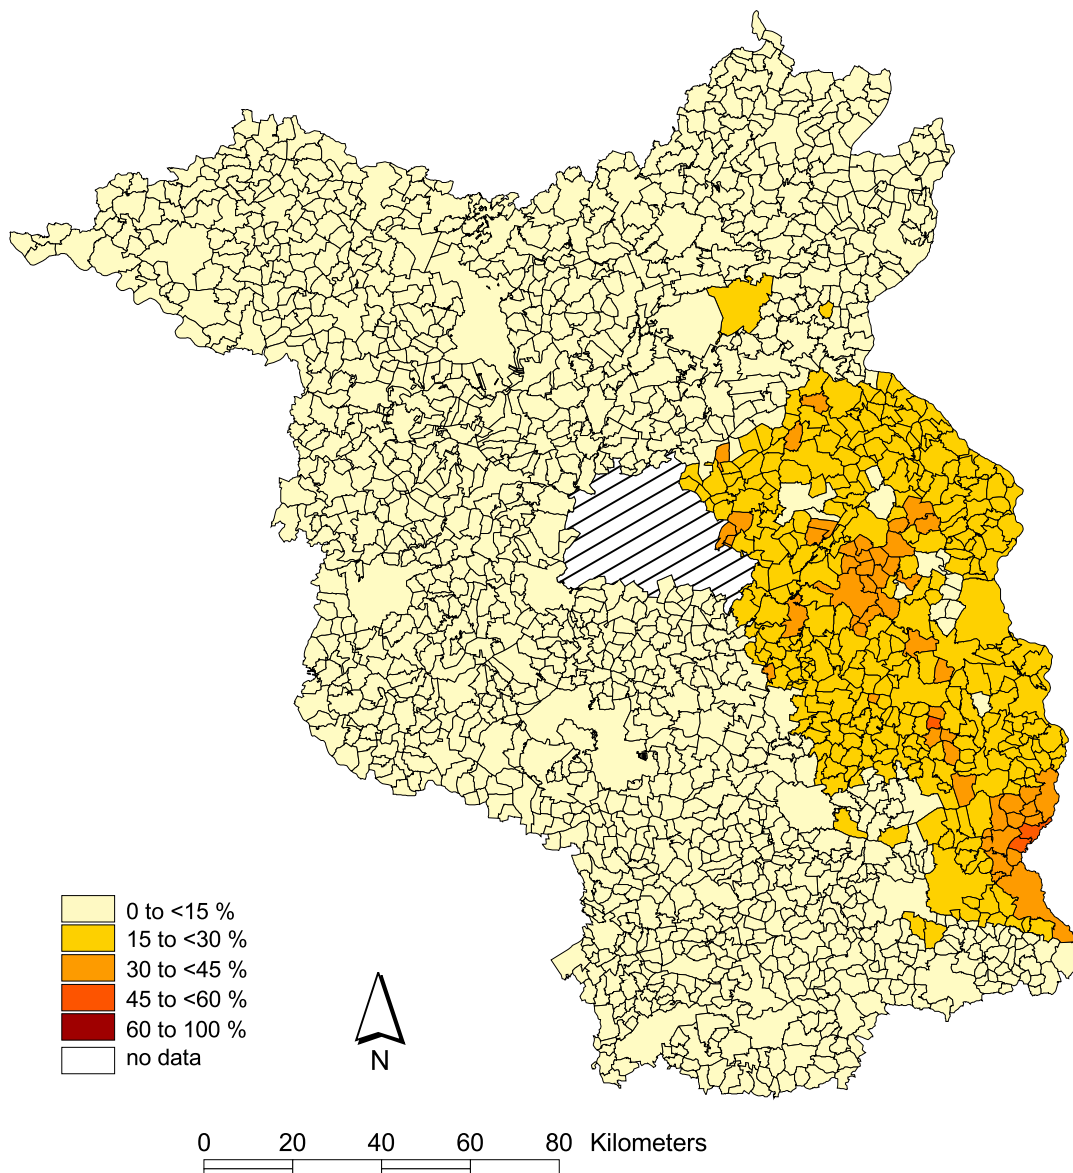 0 to <15 %
15 to <30 %
30 to <45 %
45 to <60 %
60 to 100 %
no data
N
0 20 40 60 80 Kilometers